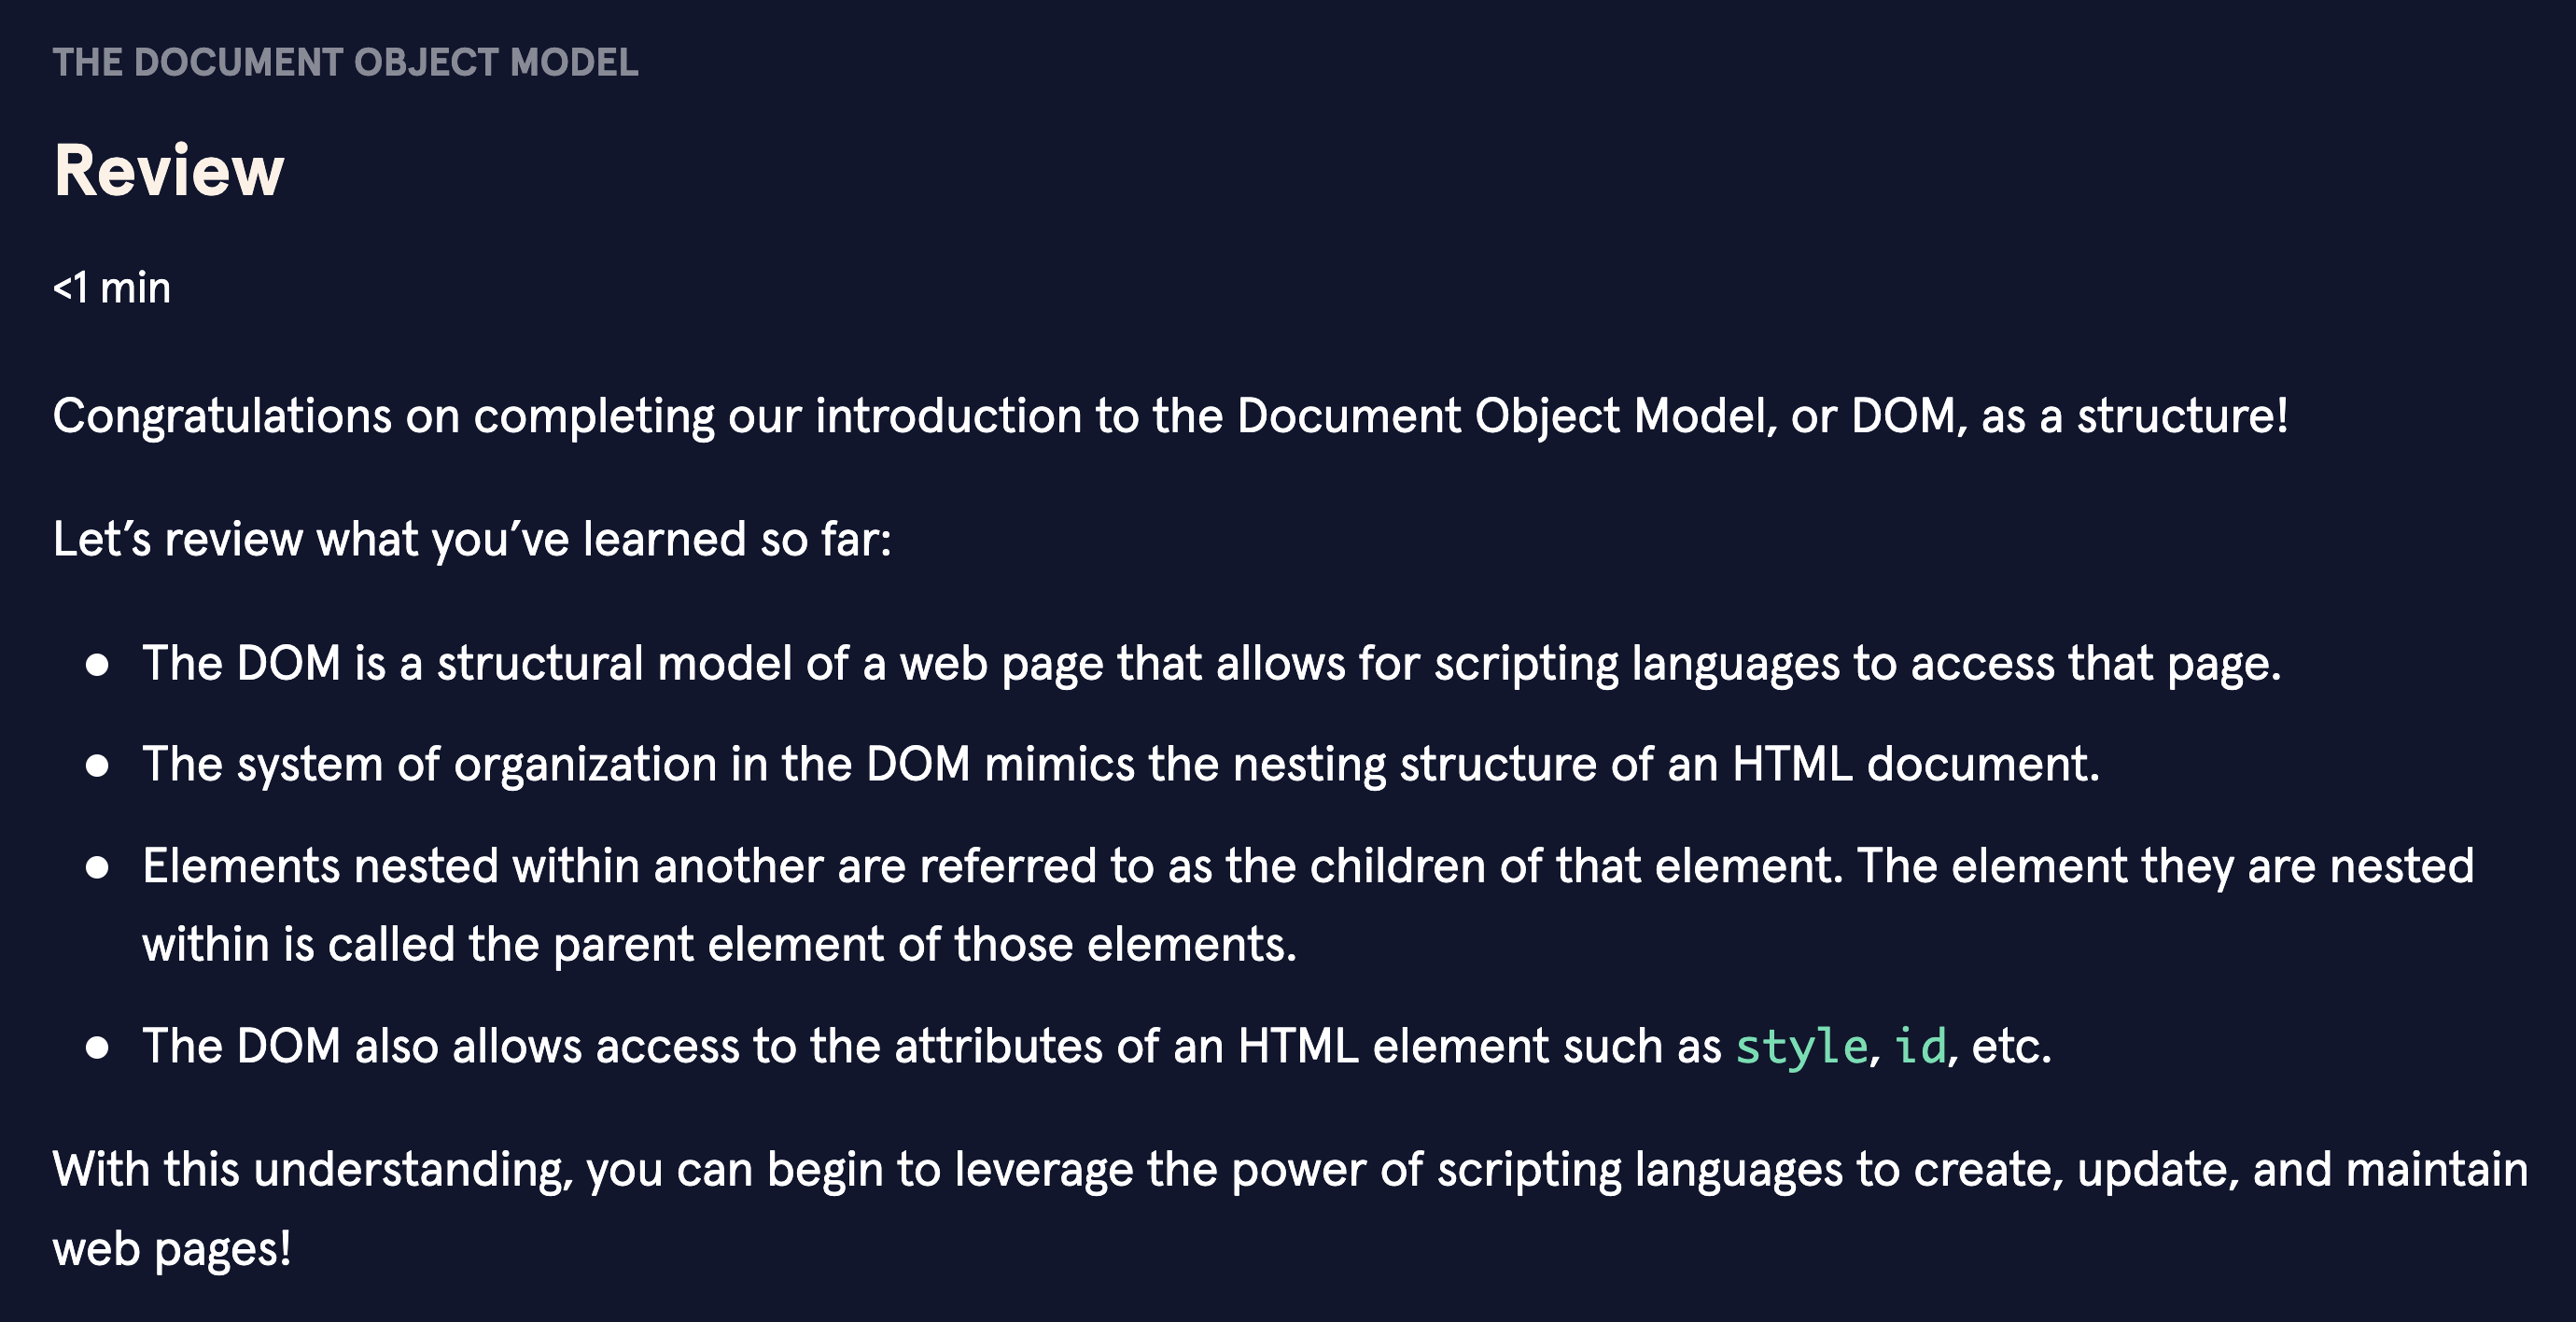 THE DOCUMENT OBJECT MODEL
Review
<1 min
Congratulations on completing our introduction to the Document Object Model, or DOM, as a structure!
Let’s review what you’ve learned so far:
● The DOM is a structural model of a web page that allows for scripting languages to access that page.
● The system of organization in the DOM mimics the nesting structure of an HTML document.
● Elements nested within another are referred to as the children of that element. The element they are nested
within is called the parent element of those elements.
● The DOM also allows access to the attributes of an HTML element such as style, id, etc.
With this understanding, you can begin to leverage the power of scripting languages to create, update, and maintain
web pages!